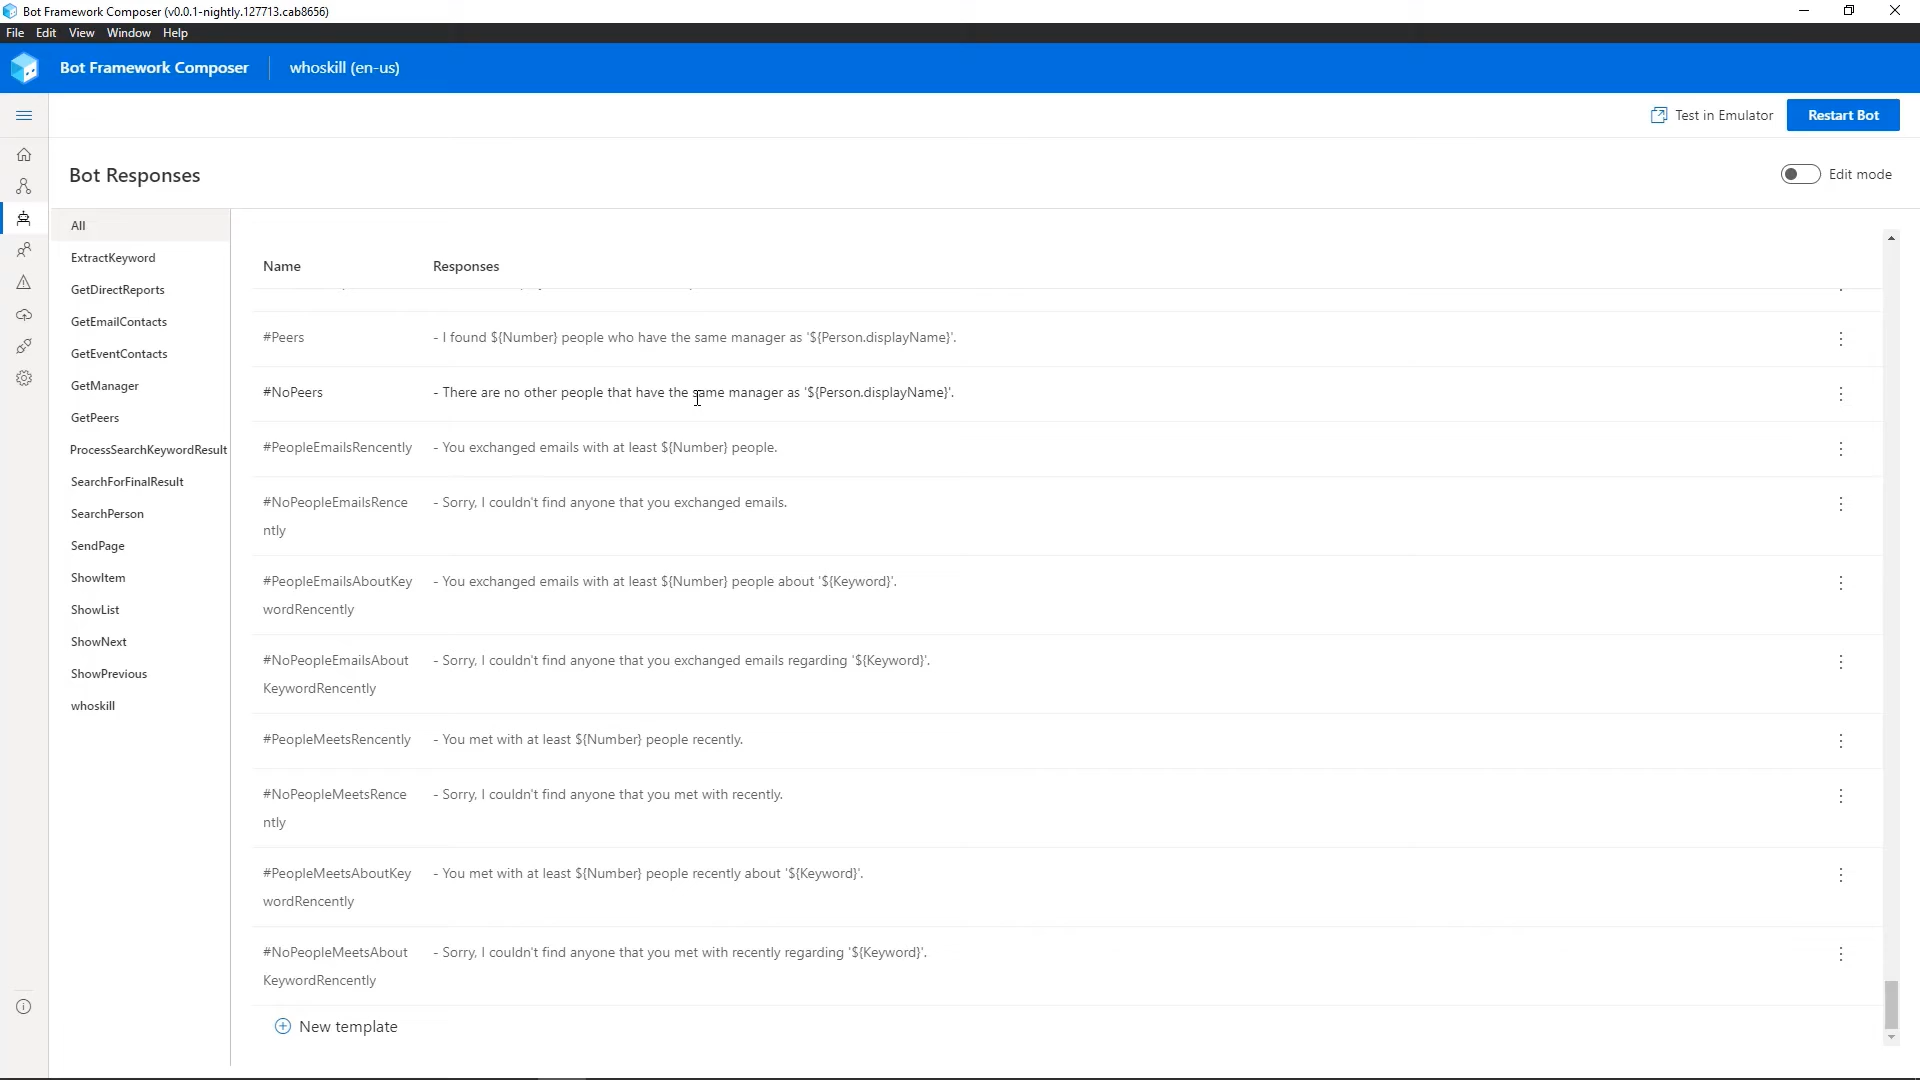 Bot Framework Composer (v0.0.1-nightly.127713.cab8656)
File Edit View Window Help
Bot Framework Composer whoskill (en-us)
Test in Emulator Restart Bot
Bot Responses
Edit mode
All
ExtractKeyword
GetDirectReports
GetEmailContacts
GetEventContacts
GetManager
GetPeers
ProcessSearchKeywordResult
SearchForFinalResult
SearchPerson
SendPage
ShowItem
ShowList
ShowNext
ShowPrevious
whoskill
Name Responses
#Peers - I found ${Number} people who have the same manager as '${Person.displayName}'.
#NoPeers - There are no other people that have the same manager as '${Person.displayName}'.
#PeopleEmailsRencently - You exchanged emails with at least ${Number} people.
#NoPeopleEmailsRence - Sorry, I couldn't find anyone that you exchanged emails.
ntly
#PeopleEmailsAboutKey - You exchanged emails with at least ${Number} people about '${Keyword}'.
wordRencently
#NoPeopleEmailsAbout - Sorry, I couldn't find anyone that you exchanged emails regarding '${Keyword}'.
KeywordRencently
#PeopleMeetsRencently - You met with at least ${Number} people recently.
#NoPeopleMeetsRence - Sorry, I couldn't find anyone that you met with recently.
ntly
#PeopleMeetsAboutKey - You met with at least ${Number} people recently about '${Keyword}'.
wordRencently
#NoPeopleMeetsAbout - Sorry, I couldn't find anyone that you met with recently regarding '${Keyword}'.
KeywordRencently
New template